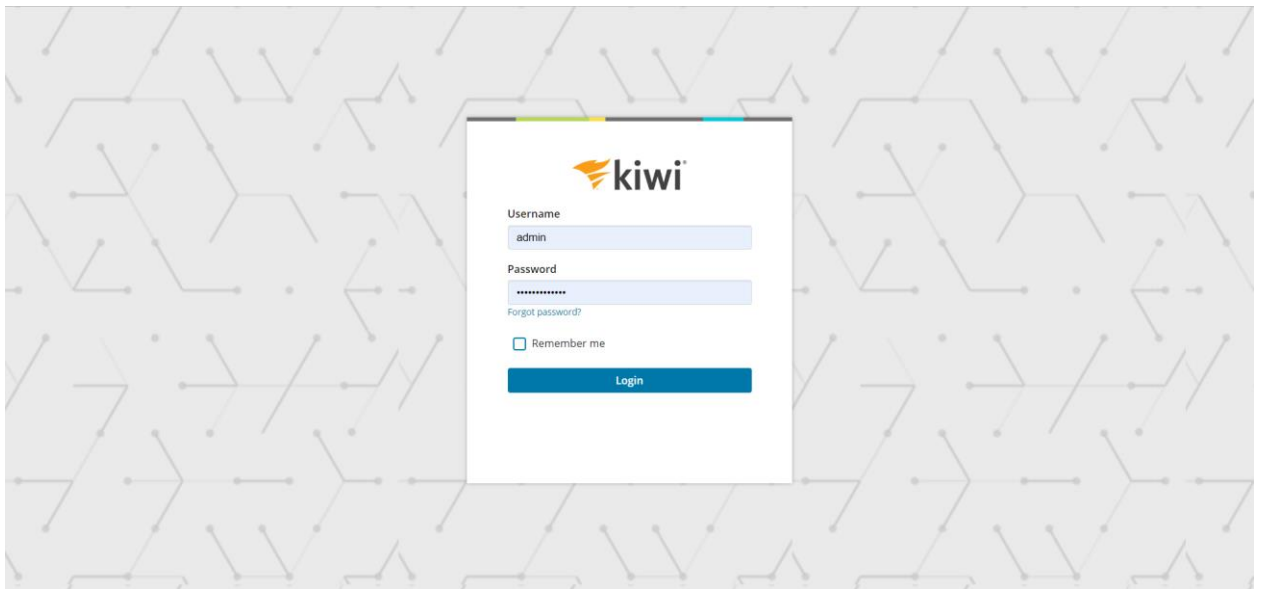 kiwi®
Username
admin
Password
•••••••••••••
Forgot password?
Remember me
Login